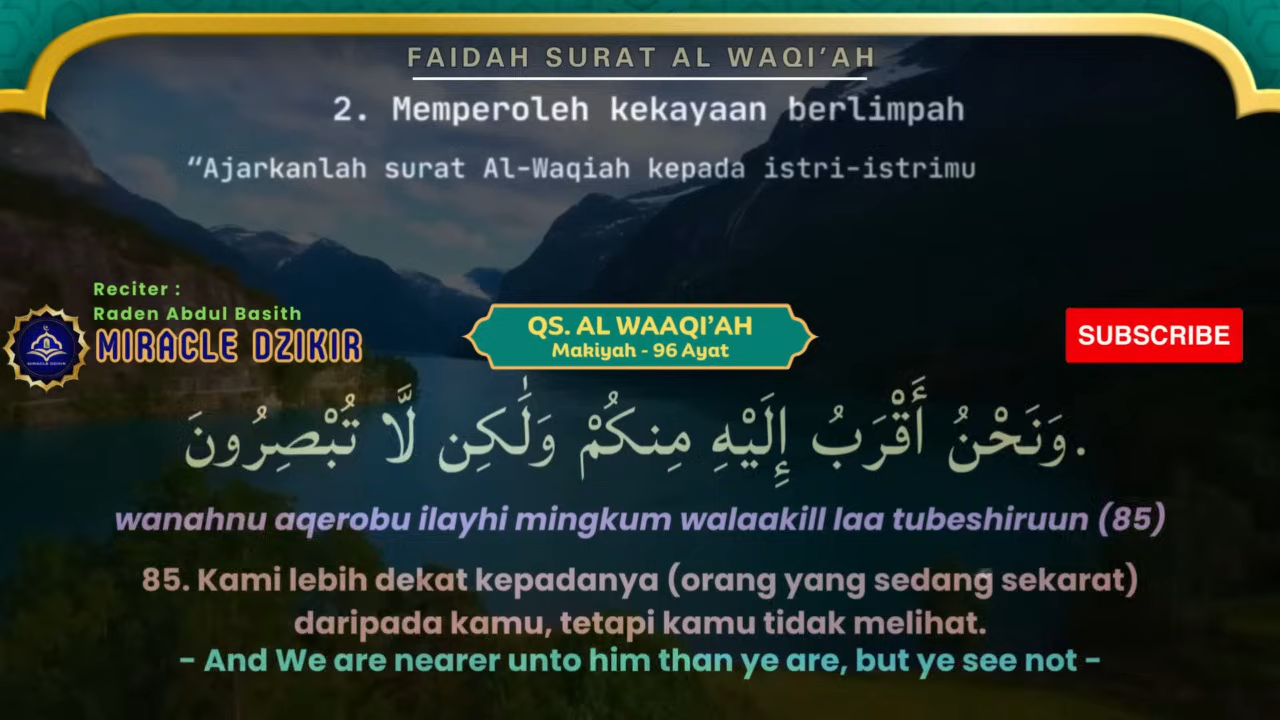 FAIDAH SURAT AL WAQI’AH
2. Memperoleh kekayaan berlimpah
“Ajarkanlah surat Al-Waqiah kepada istri-istrimu
Reciter :
Raden Abdul Basith
MIRACLE DZIKIR
QS. AL WAAQI’AH
Makiyah - 96 Ayat
SUBSCRIBE
وَنَحْنُ أَقْرَبُ إِلَيْهِ مِنكُمْ وَلَٰكِن لَّا تُبْصِرُونَ.
wanahnu aqerobu ilayhi mingkum walaakill laa tubeshiruun (85)
85. Kami lebih dekat kepadanya (orang yang sedang sekarat)
daripada kamu, tetapi kamu tidak melihat.
- And We are nearer unto him than ye are, but ye see not -